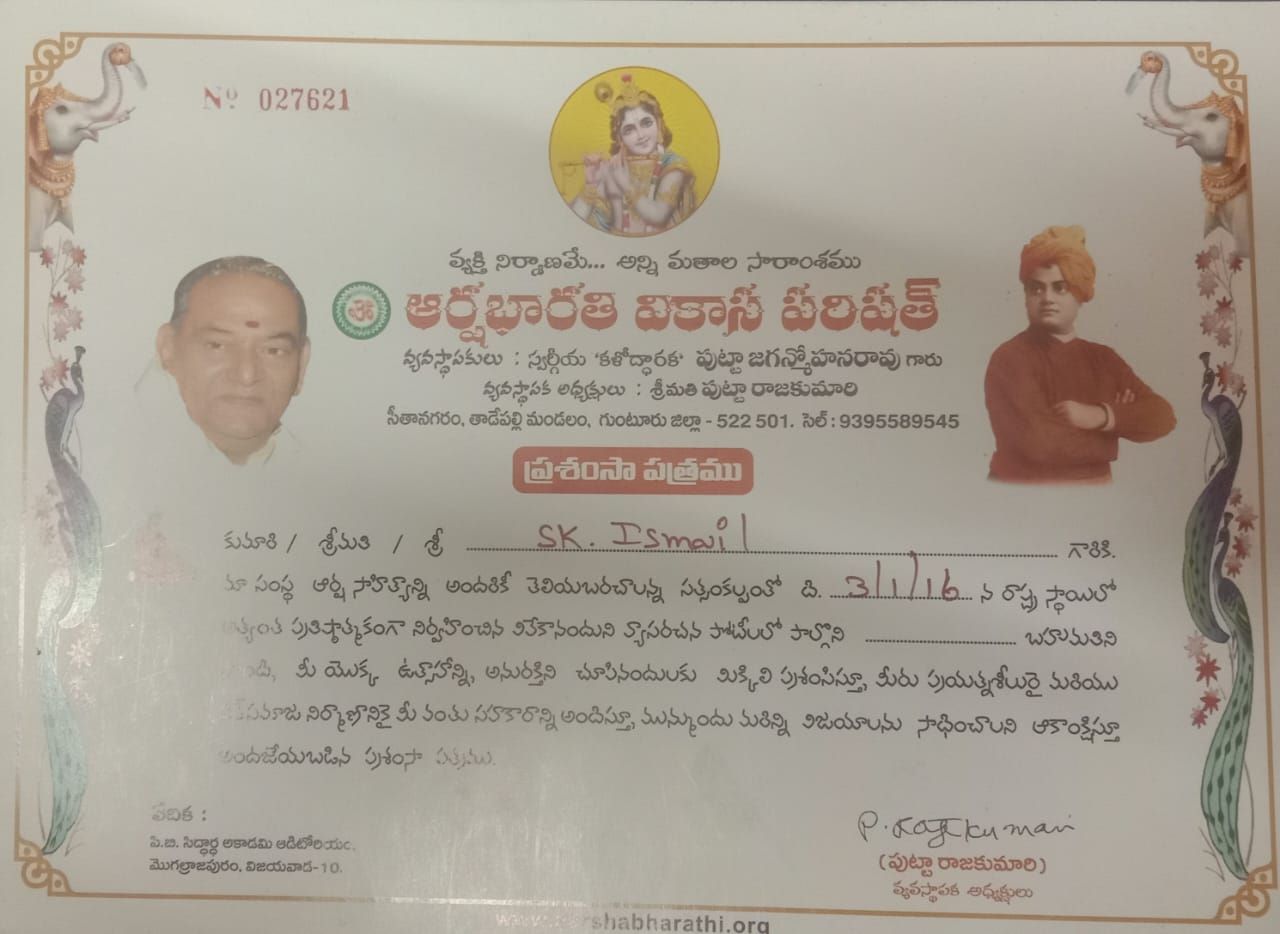 Nº 027621
వ్యక్తి నిర్మాణమే... అన్ని మతాల సారాంశము
ఆర్షభారతి వికాస పరిషత్
వ్యవస్థాపకులు : స్వర్గీయ 'కళోద్ధారక' పుట్టా జగన్మోహనరావు గారు
వ్యవస్థాపక అధ్యక్షులు : శ్రీమతి పుట్టా రాజకుమారి
సీతానగరం, తాడేపల్లి మండలం, గుంటూరు జిల్లా - 522 501. సెల్ : 9395589545
ప్రశంసా పత్రము
కుమారి / శ్రీమతి / శ్రీ SK. Ismail గారికి.
మా సంస్థ ఆర్ష సాహిత్యాన్ని అందరికీ తెలియబరచాలన్న సత్సంకల్పంతో ది. 3/1/16 న రాష్ట్ర స్థాయిలో
అత్యంత ప్రతిష్ఠాత్మకంగా నిర్వహించిన వివేకానందుని వ్యాసరచన పోటీలలో పాల్గొని ........................ బహుమతిని
మీ యొక్క ఉత్సాహాన్ని, అనురక్తిని చూపినందులకు మిక్కిలి ప్రశంసిస్తూ, మీరు ప్రయత్నశీలురై మరియు
నిర్మాణానికై మీ వంతు సహకారాన్ని అందిస్తూ, మున్ముందు మరిన్ని విజయాలను సాధించాలని ఆకాంక్షిస్తూ
అందజేయబడిన ప్రశంసా పత్రము.
వేదిక :
పి.బి. సిద్ధార్థ అకాడమి ఆడిటోరియం,
మొగల్రాజపురం, విజయవాడ-10.
P. Rajkumari
(పుట్టా రాజకుమారి)
వ్యవస్థాపక అధ్యక్షులు